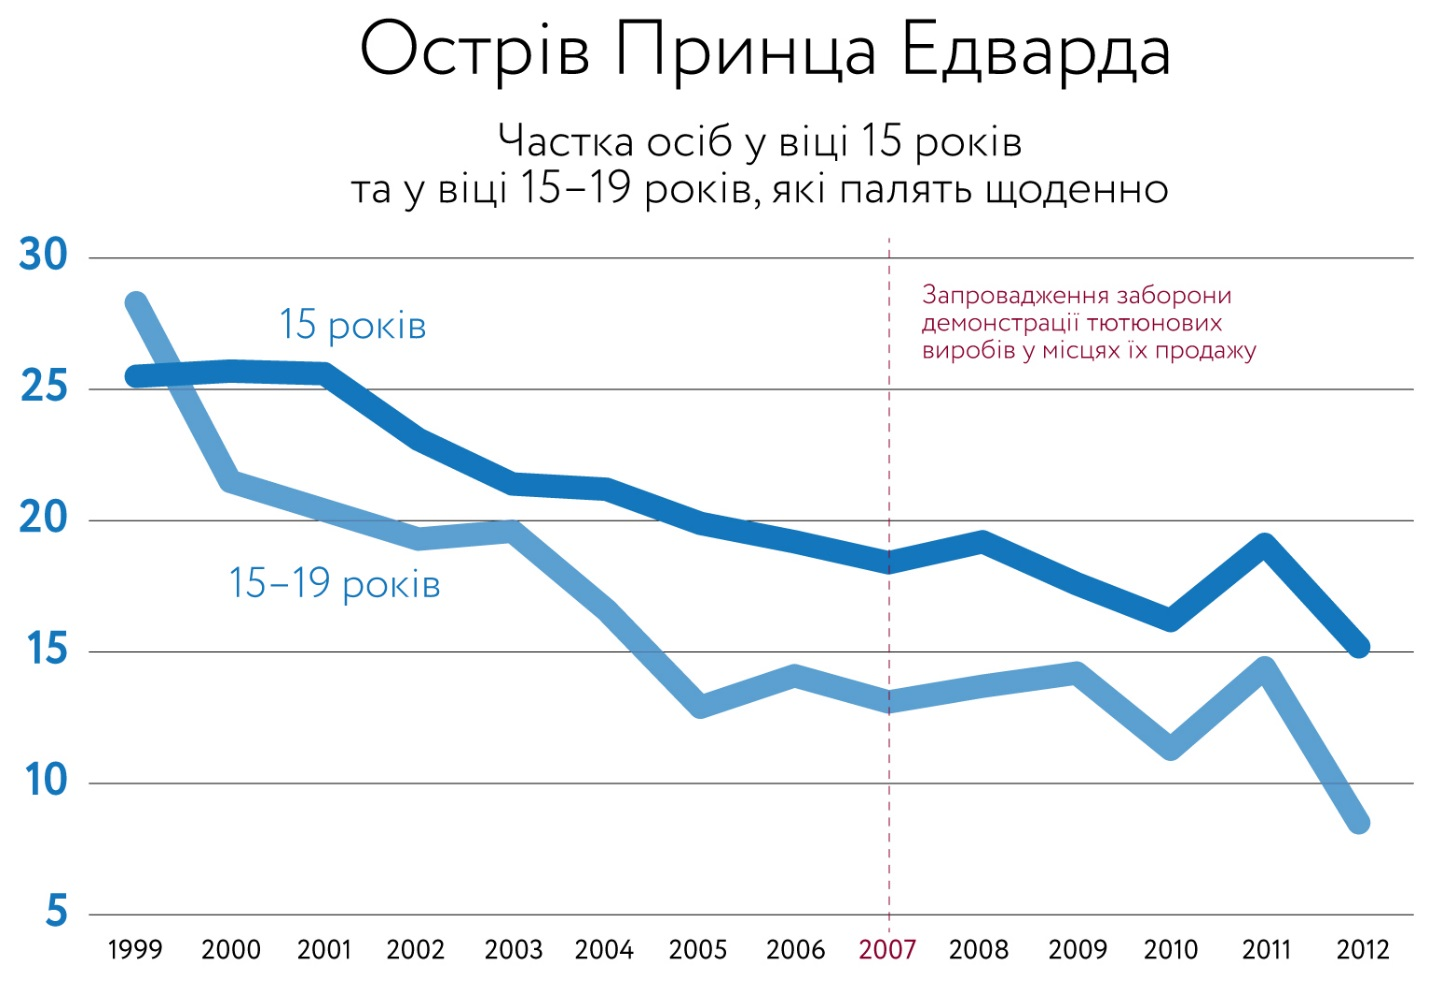 Острів Принца Едварда
Частка осіб у віці 15 років
та у віці 15–19 років, які палять щоденно
30
25
20
15
10
5
15 років
15–19 років
Запровадження заборони
демонстрації тютюнових
виробів у місцях їх продажу
1999 2000 2001 2002 2003 2004 2005 2006 2007 2008 2009 2010 2011 2012